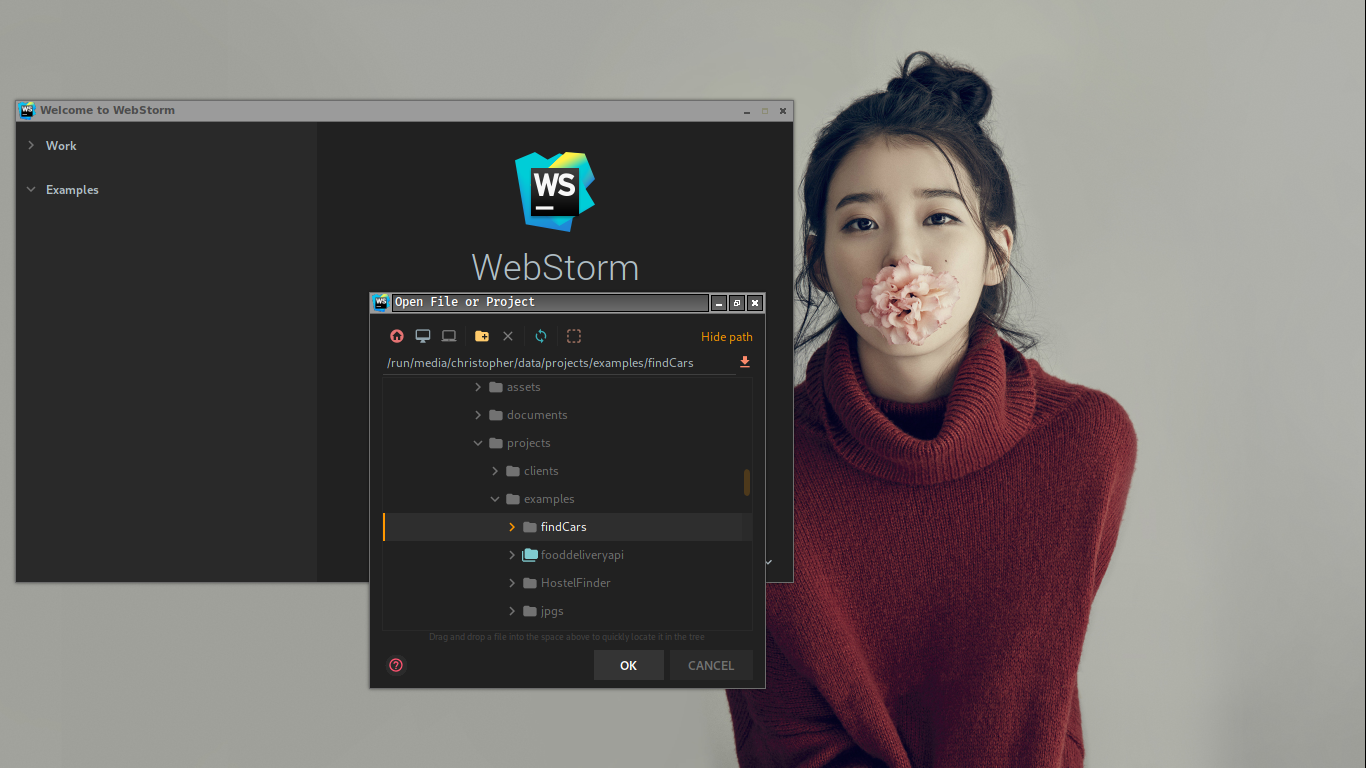 WS Welcome to WebStorm
Work
Examples
WS
WebStorm
WS Open File or Project
Hide path
/run/media/christopher/data/projects/examples/findCars
assets
documents
projects
clients
examples
findCars
fooddeliveryapi
HostelFinder
jpgs
Drag and drop a file into the space above to quickly locate it in the tree
? OK CANCEL